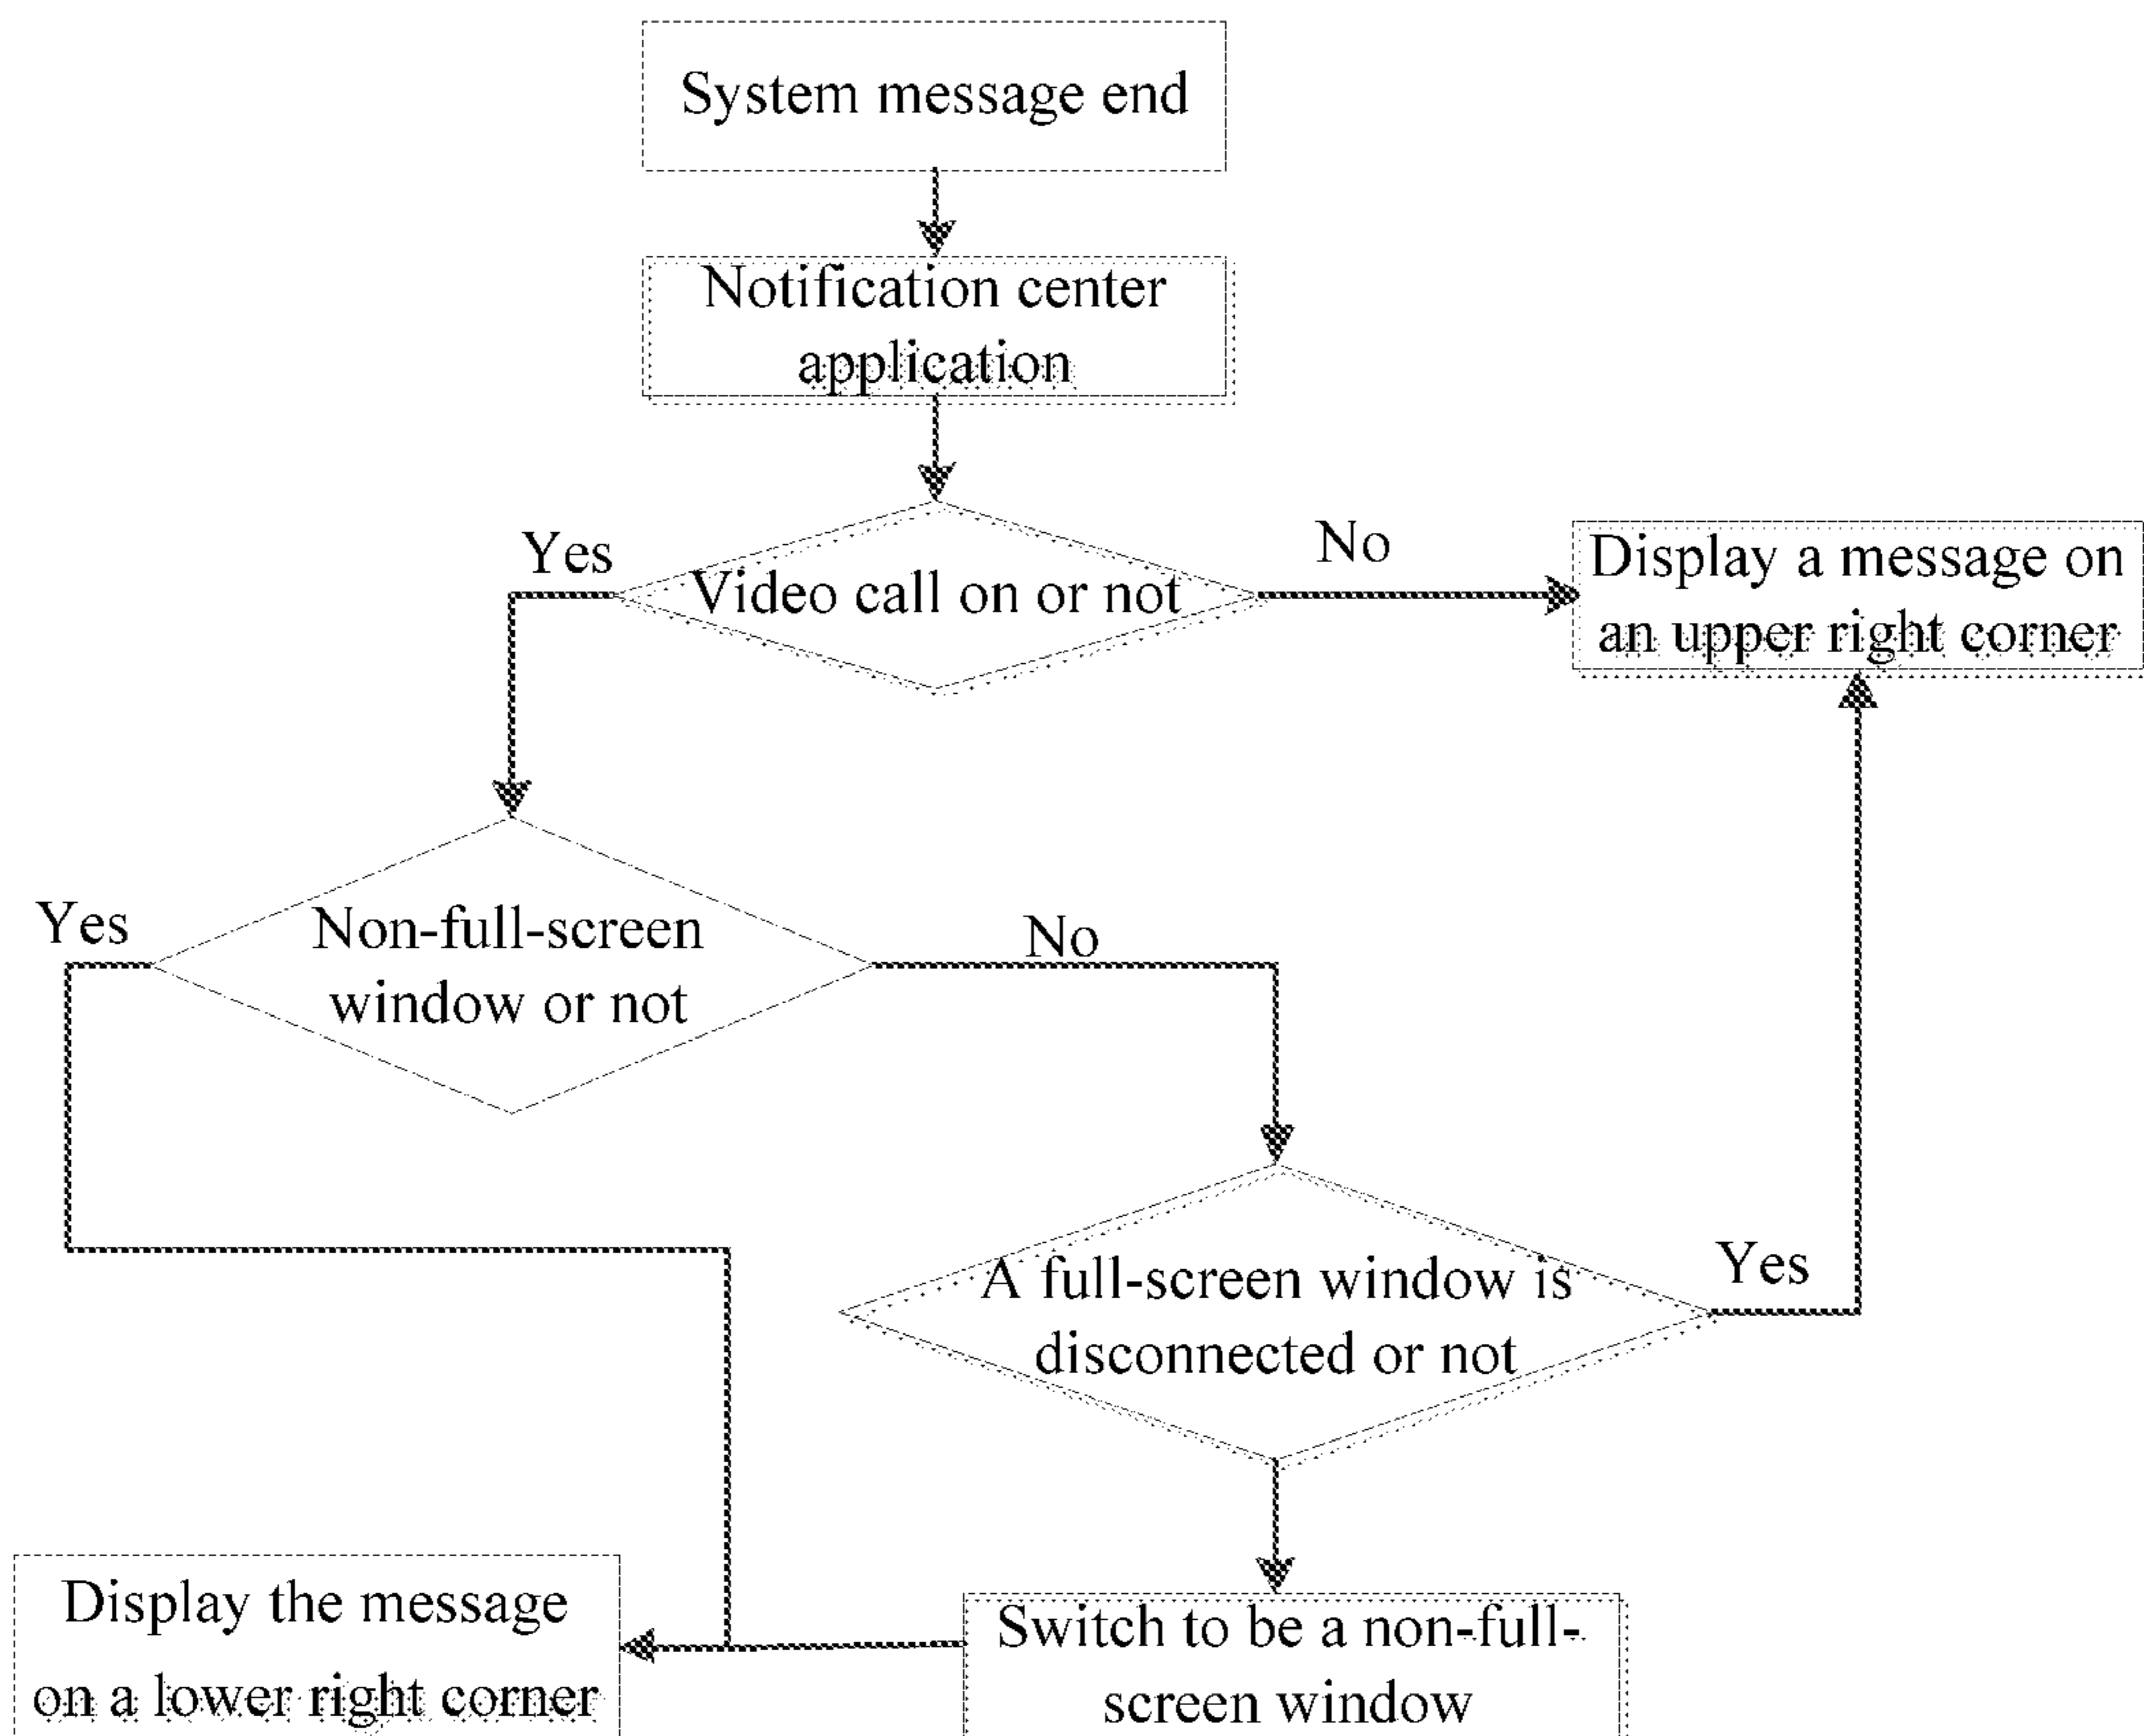 System message end
Notification center
application
Yes
No
Video call on or not
Display a message on
an upper right corner
Yes
Non-full-screen
window or not
No
A full-screen window is
disconnected or not
Yes
Display the message
on a lower right corner
Switch to be a non-full-
screen window